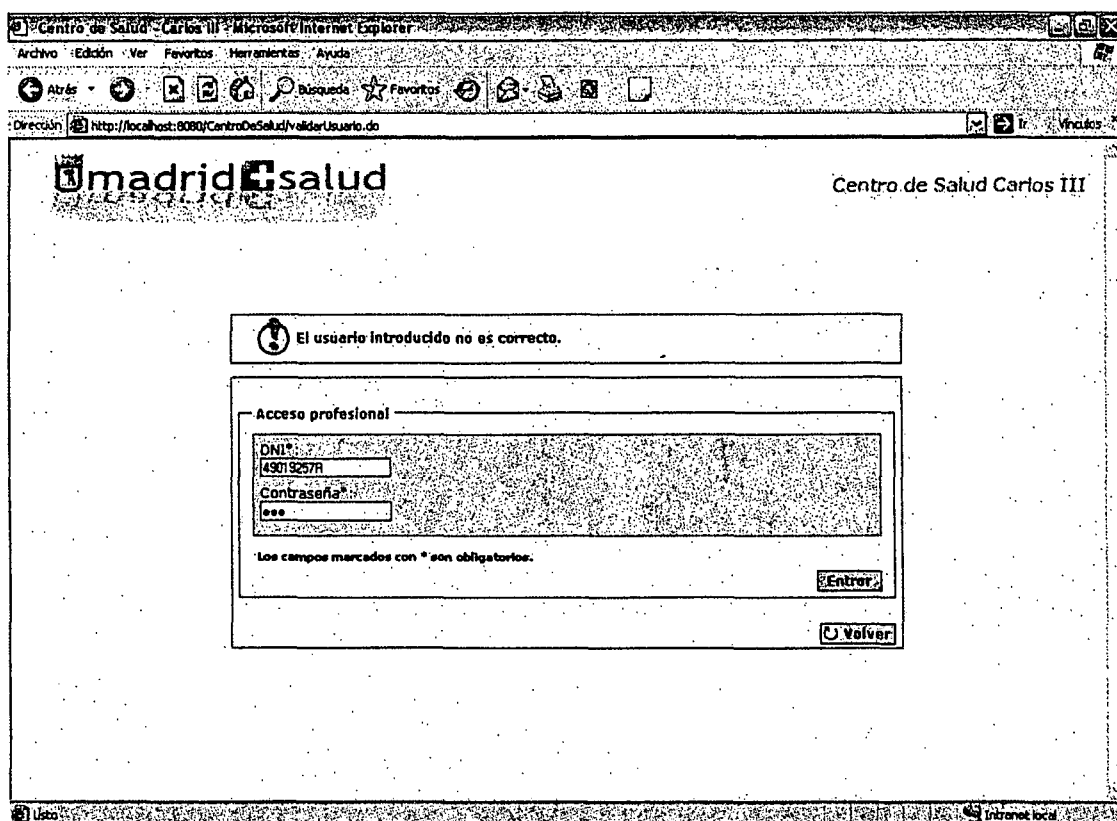 Centro de Salud - Carlos III - Microsoft Internet Explorer
Archivo Edición Ver Favoritos Herramientas Ayuda
Atrás Búsqueda Favoritos
Dirección http://localhost:8080/CentroDeSalud/validarUsuario.do Ir Vínculos
madrid salud
Centro de Salud Carlos III
El usuario introducido no es correcto.
Acceso profesional
DNI*:
49019257R
Contraseña*:
Los campos marcados con * son obligatorios.
Entrar
Volver
Listo Intranet local